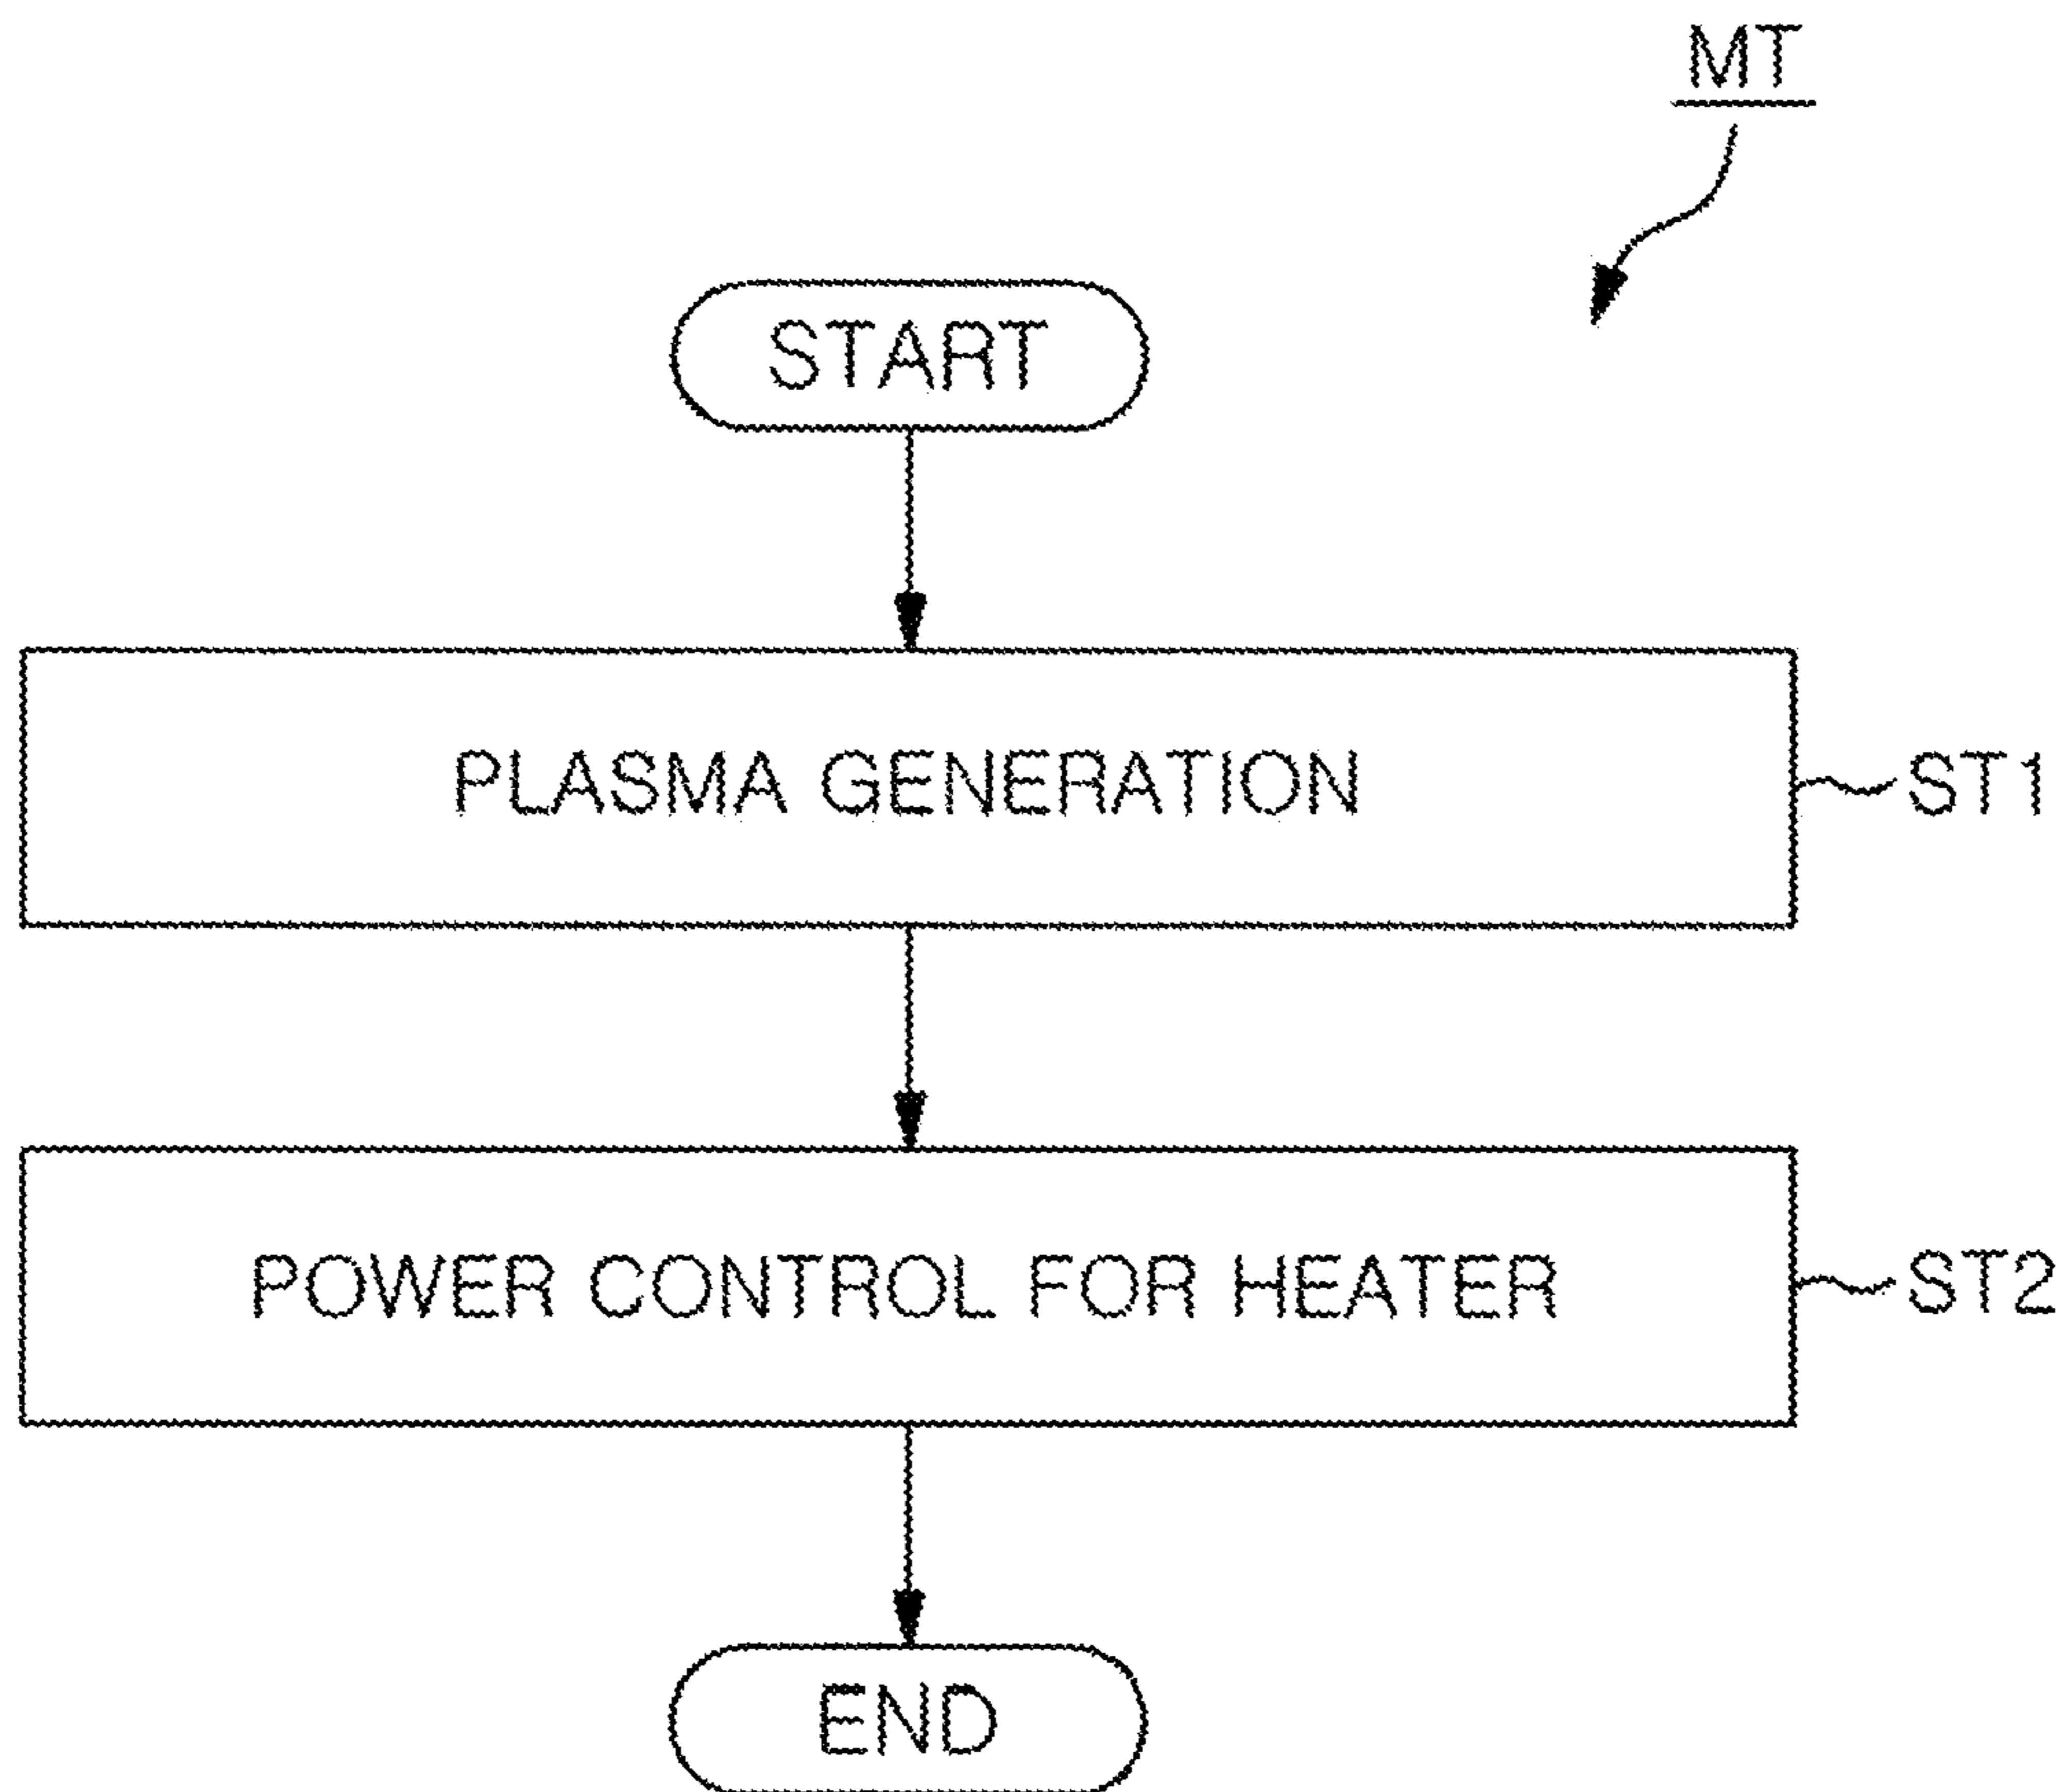 MT
START
PLASMA GENERATION
ST1
POWER CONTROL FOR HEATER
ST2
END